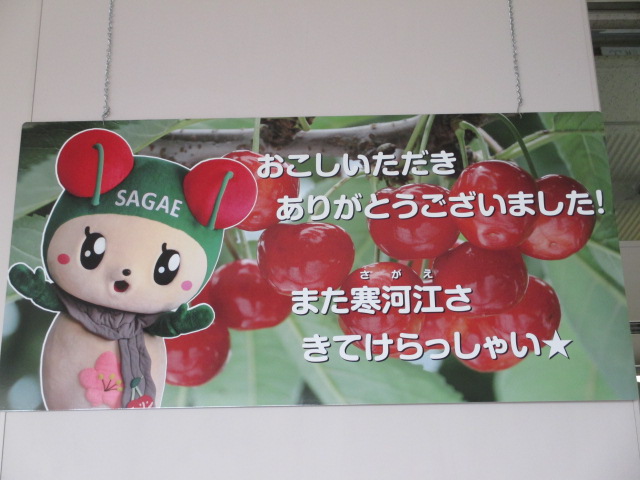 SAGAE
おこしいただき
ありがとうございました!
さがえ
また寒河江さ
きてけらっしゃい★